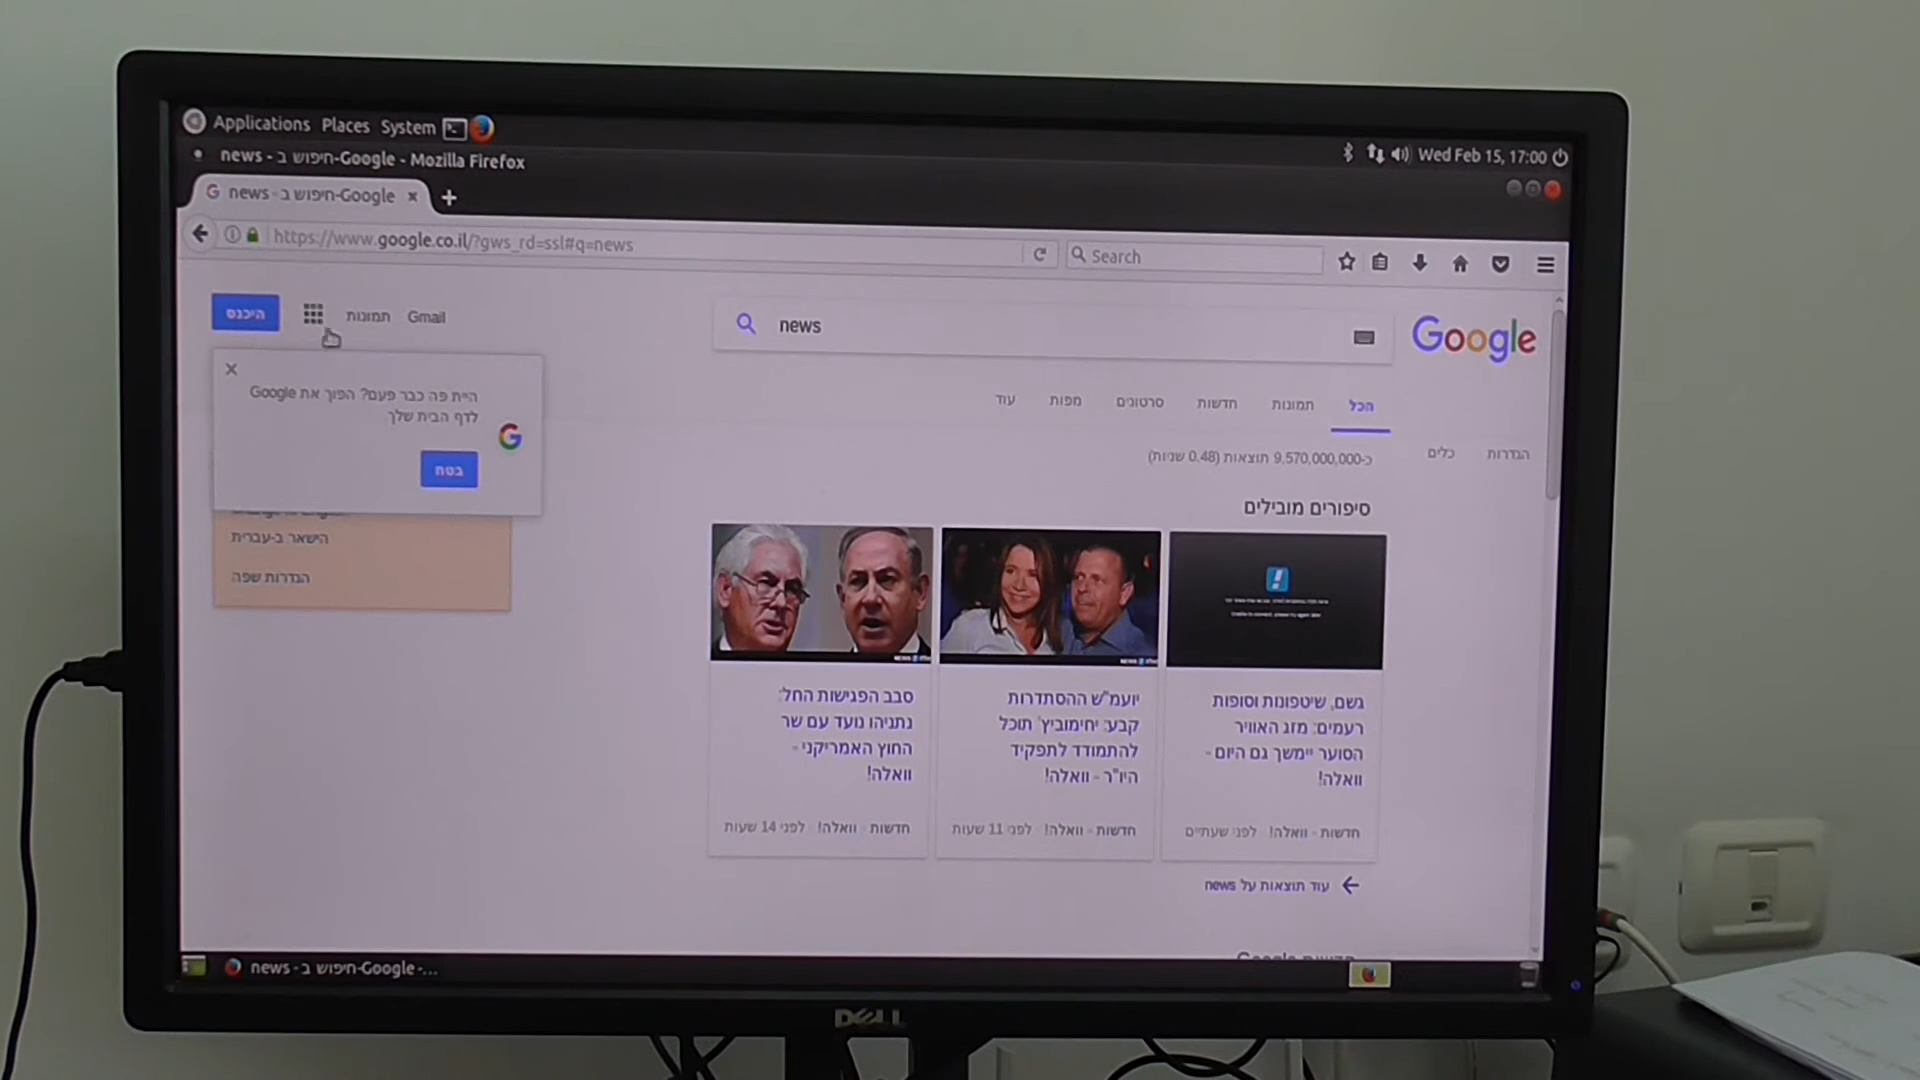 Applications Places System
Wed Feb 15, 17:00
news - חיפוש ב-Google - Mozilla Firefox
news - חיפוש ב-Google
https://www.google.co.il/?gws_rd=ssl#q=news
Search
היכנס
תמונות
Gmail
news
Google
היית פה כבר פעם? הפוך את Google
לדף הבית שלך.
בטח
הכל
תמונות
חדשות
סרטונים
מפות
עוד
הגדרות
כלים
כ-9,570,000,000 תוצאות (0.48 שניות)
הישאר ב-עברית
הגדרות שפה
סיפורים מובילים
גשם, שיטפונות וסופות
רעמים: מזג האוויר
הסוער יימשך גם היום -
וואלה!
חדשות - וואלה! לפני שעתיים
יועמ"ש ההסתדרות
קבע: יחימוביץ' תוכל
להתמודד לתפקיד
היו"ר - וואלה!
חדשות - וואלה! לפני 11 שעות
סבב הפגישות החל:
נתניהו נועד עם שר
החוץ האמריקני -
וואלה!
חדשות - וואלה! לפני 14 שעות
עוד תוצאות על news
news - חיפוש ב-Google -...
DELL